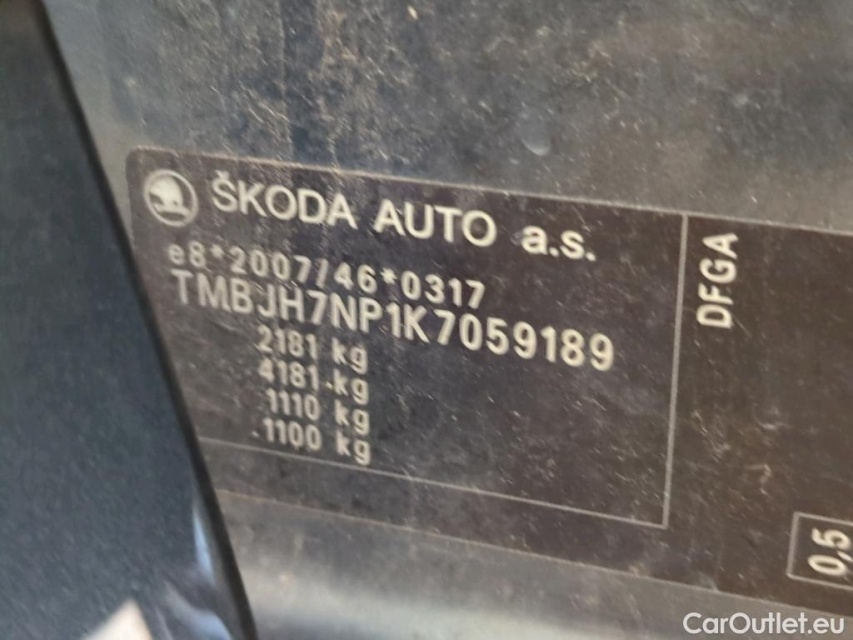 ŠKODA AUTO a.s.
e8*2007/46*0317
TMBJH7NP1K7059189
2181 kg
4181 kg
1110 kg
1100 kg
DFGA
0,5
CarOutlet.eu